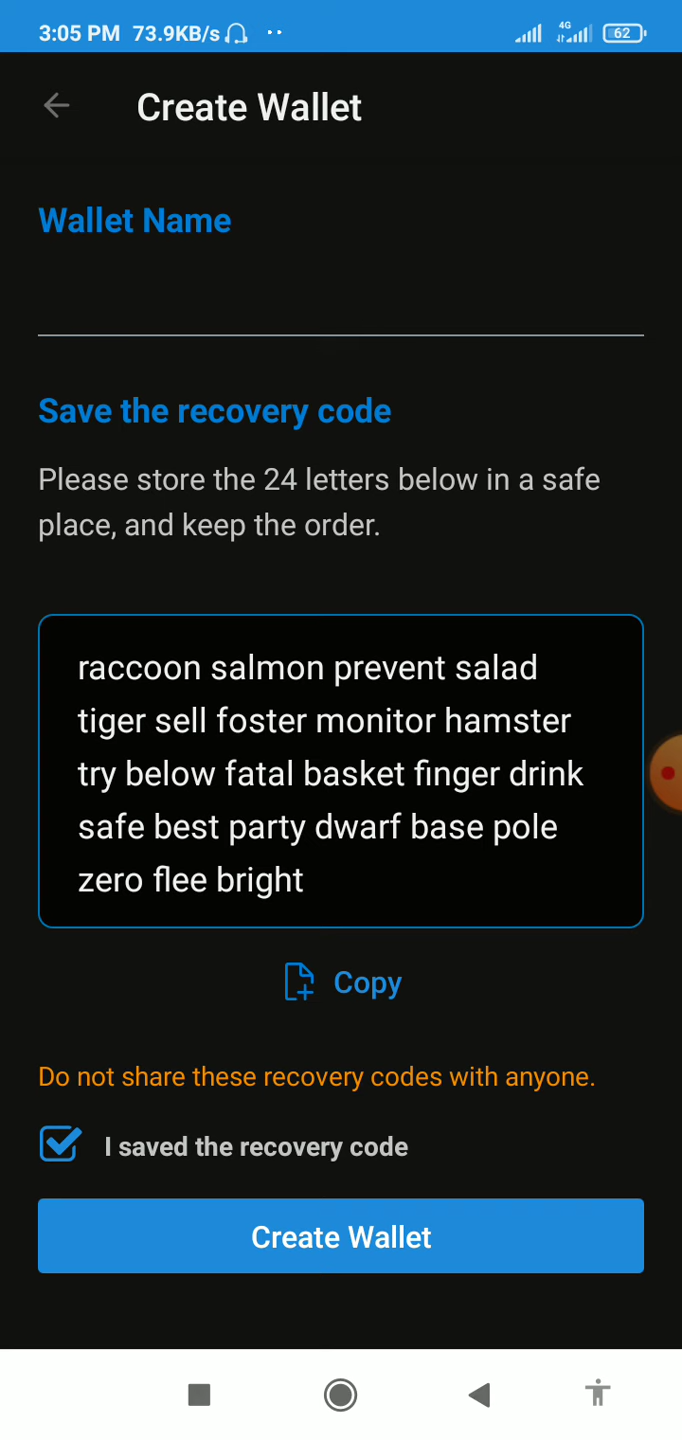 3:05 PM 73.9KB/s 4G 62
Create Wallet
Wallet Name
Save the recovery code
Please store the 24 letters below in a safe
place, and keep the order.
raccoon salmon prevent salad
tiger sell foster monitor hamster
try below fatal basket finger drink
safe best party dwarf base pole
zero flee bright
Copy
Do not share these recovery codes with anyone.
I saved the recovery code
Create Wallet